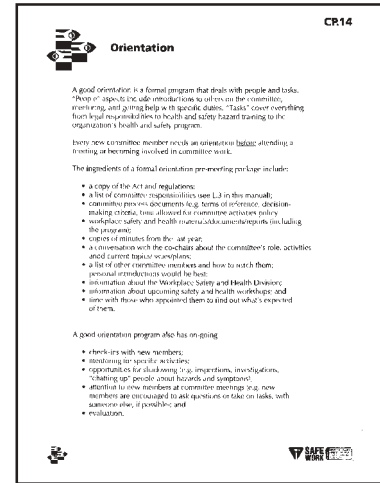 CP.14
Orientation
A good orientation is a formal program that deals with people and tasks.
"People" aspects include introductions to others on the committee,
mentoring, and getting help with specific duties. "Tasks" cover everything
from legal responsibilities to health and safety hazard training to the
organization's health and safety program.
Every new committee member needs an orientation before attending a
meeting or becoming involved in committee work.
The ingredients of a formal orientation pre-meeting package include:
• a copy of the Act and regulations;
• a list of committee responsibilities (see L.3 in this manual);
• committee process documents (e.g. terms of reference, decision-
making criteria, time allowed for committee activities policy
• workplace safety and health materials/documents/reports (including
the program);
• copies of minutes from the last year;
• a conversation with the co-chairs about the committee's role, activities
and current topics/issues/plans;
• a list of other committee members and how to reach them;
personal introductions would be best;
• information about the Workplace Safety and Health Division;
• information about upcoming safety and health workshops; and
• time with those who appointed them to find out what's expected
of them.
A good orientation program also has on-going
• check-ins with new members;
• mentoring for specific activities;
• opportunities for shadowing (e.g. inspections, investigations,
"chatting up" people about hazards and symptoms);
• attention to new members at committee meetings (e.g. new
members are encouraged to ask questions or take on tasks, with
someone else, if possible); and
• evaluation.
SAFE
WORK